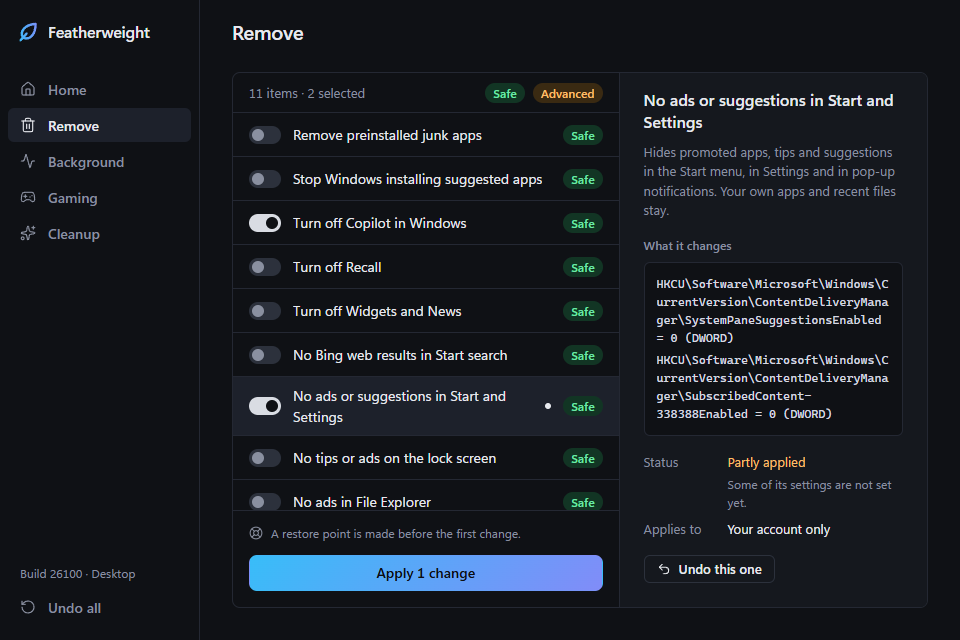 Featherweight
Home
Remove
Background
Gaming
Cleanup
Build 26100 · Desktop
Undo all
Remove
11 items · 2 selected
Safe
Advanced
Remove preinstalled junk apps
Safe
Stop Windows installing suggested apps
Safe
Turn off Copilot in Windows
Safe
Turn off Recall
Safe
Turn off Widgets and News
Safe
No Bing web results in Start search
Safe
No ads or suggestions in Start and
Settings
Safe
No tips or ads on the lock screen
Safe
No ads in File Explorer
Safe
A restore point is made before the first change.
Apply 1 change
No ads or suggestions in Start and
Settings
Hides promoted apps, tips and suggestions
in the Start menu, in Settings and in pop-up
notifications. Your own apps and recent files
stay.
What it changes
HKCU\Software\Microsoft\Windows\C
urrentVersion\ContentDeliveryMana
ger\SystemPaneSuggestionsEnabled
= 0 (DWORD)
HKCU\Software\Microsoft\Windows\C
urrentVersion\ContentDeliveryMana
ger\SubscribedContent-
338388Enabled = 0 (DWORD)
Status
Partly applied
Some of its settings are not set
yet.
Applies to
Your account only
Undo this one